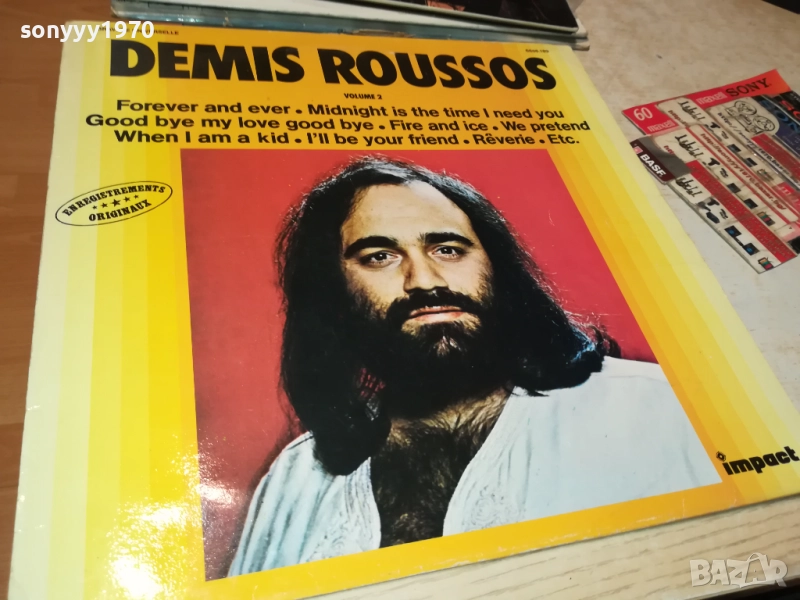 sonyyy1970
DEMIS ROUSSOS
VOLUME 2
Forever and ever • Midnight is the time I need you
Good bye my love good bye • Fire and ice • We pretend
When I am a kid • I'll be your friend • Rêverie • Etc.
ENREGISTREMENTS
ORIGINAUX
impact
60
maxell
SONY
BASF
BAZAR